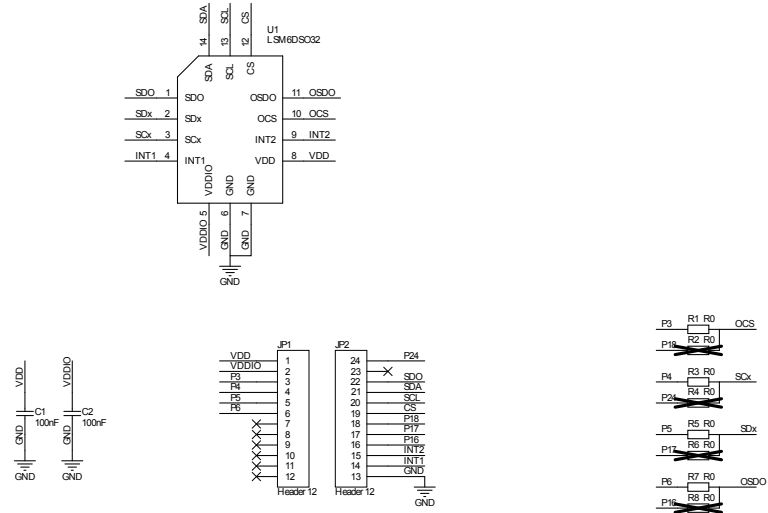 SDA
SCL
CS
14
13
12
U1
LSM6DSO32
SDA
SCL
CS
SDO 1 SDO OSDO 11 OSDO
SDx 2 SDx OCS 10 OCS
SCx 3 SCx INT2 9 INT2
INT1 4 INT1 VDD 8 VDD
VDDIO
GND
GND
5
6
7
VDDIO
GND
GND
GND
VDD
C1
100nF
GND
GND
VDDIO
C2
100nF
GND
GND
JP1
VDD 1
VDDIO 2
P3 3
P4 4
P5 5
P6 6
7
8
9
10
11
12
Header 12
JP2
24 P24
23
22 SDO
21 SDA
20 SCL
19 CS
18 P18
17 P17
16 P16
15 INT2
14 INT1
13 GND
Header 12
GND
P3 R1 R0 OCS
P18 R2 R0
P4 R3 R0 SCx
P24 R4 R0
P5 R5 R0 SDx
P17 R6 R0
P6 R7 R0 OSDO
P16 R8 R0